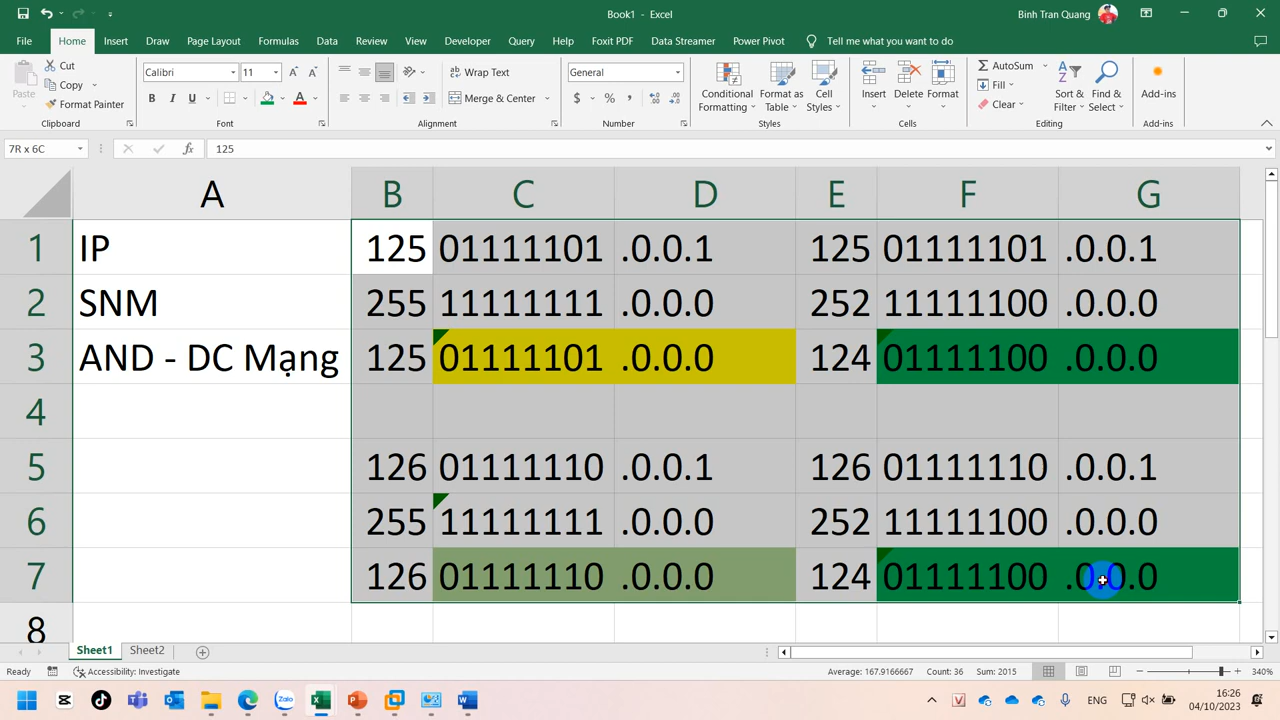 Book1 - Excel
Binh Tran Quang
File Home Insert Draw Page Layout Formulas Data Review View Developer Query Help Foxit PDF Data Streamer Power Pivot Tell me what you want to do
Paste Cut Copy Format Painter
Clipboard
Calibri 11
B I U A
Font
Wrap Text
Merge & Center
Alignment
General
$ % ,
Number
Conditional Formatting Format as Table Cell Styles
Styles
Insert Delete Format
Cells
AutoSum Fill Clear Sort & Filter Find & Select
Editing
Add-ins
Add-ins
7R x 6C fx 125
A B C D E F G
1 IP 125 01111101 .0.0.1 125 01111101 .0.0.1
2 SNM 255 11111111 .0.0.0 252 11111100 .0.0.0
3 AND - DC Mạng 125 01111101 .0.0.0 124 01111100 .0.0.0
4
5 126 01111110 .0.0.1 126 01111110 .0.0.1
6 255 11111111 .0.0.0 252 11111100 .0.0.0
7 126 01111110 .0.0.0 124 01111100 .0.0.0
8
Sheet1 Sheet2
Ready Accessibility: Investigate Average: 167.9166667 Count: 36 Sum: 2015 340%
ENG 16:26
04/10/2023